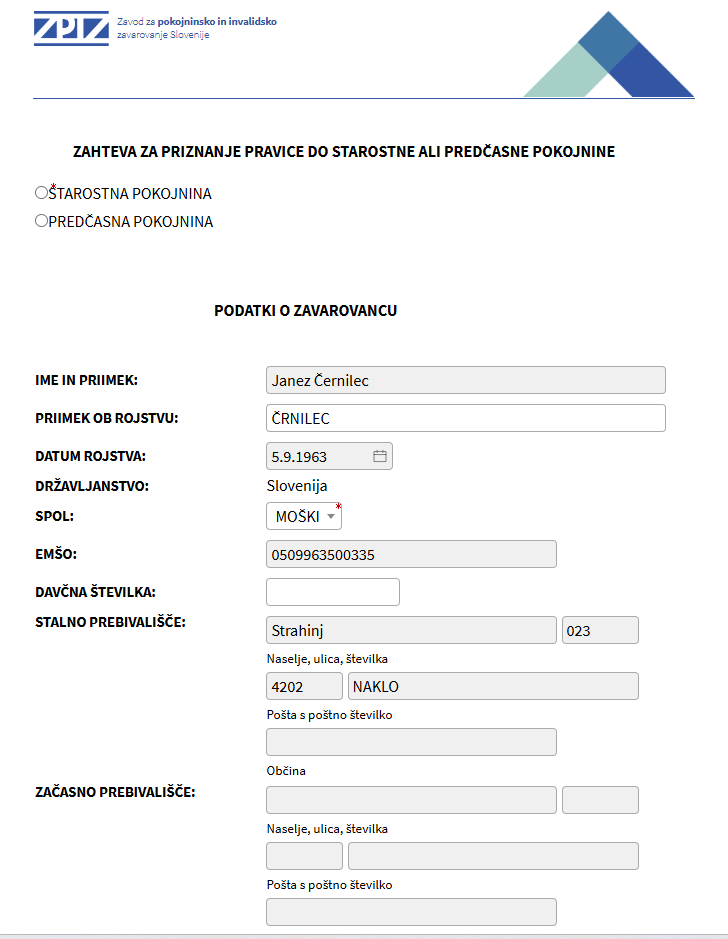 ZPIZ
Zavod za pokojninsko in invalidsko
zavarovanje Slovenije
ZAHTEVA ZA PRIZNANJE PRAVICE DO STAROSTNE ALI PREDČASNE POKOJNINE
STAROSTNA POKOJNINA
PREDČASNA POKOJNINA
PODATKI O ZAVAROVANCU
IME IN PRIIMEK: Janez Černilec
PRIIMEK OB ROJSTVU: ČRNILEC
DATUM ROJSTVA: 5.9.1963
DRŽAVLJANSTVO: Slovenija
SPOL: MOŠKI *
EMŠO: 0509963500335
DAVČNA ŠTEVILKA:
STALNO PREBIVALIŠČE: Strahinj 023
Naselje, ulica, številka
4202 NAKLO
Pošta s poštno številko
Občina
ZAČASNO PREBIVALIŠČE:
Naselje, ulica, številka
Pošta s poštno številko